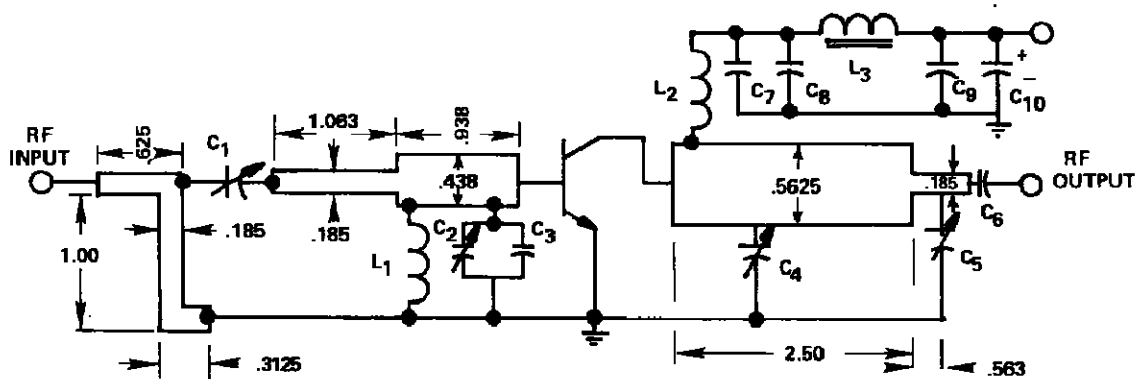 L2
C7
C8
L3
C9
C10
+
−
RF
INPUT
.625
C1
1.063
.938
.438
.185
.185
1.00
L1
C2
C3
.3125
.5625
C4
.185
C6
C5
RF
OUTPUT
2.50
.563